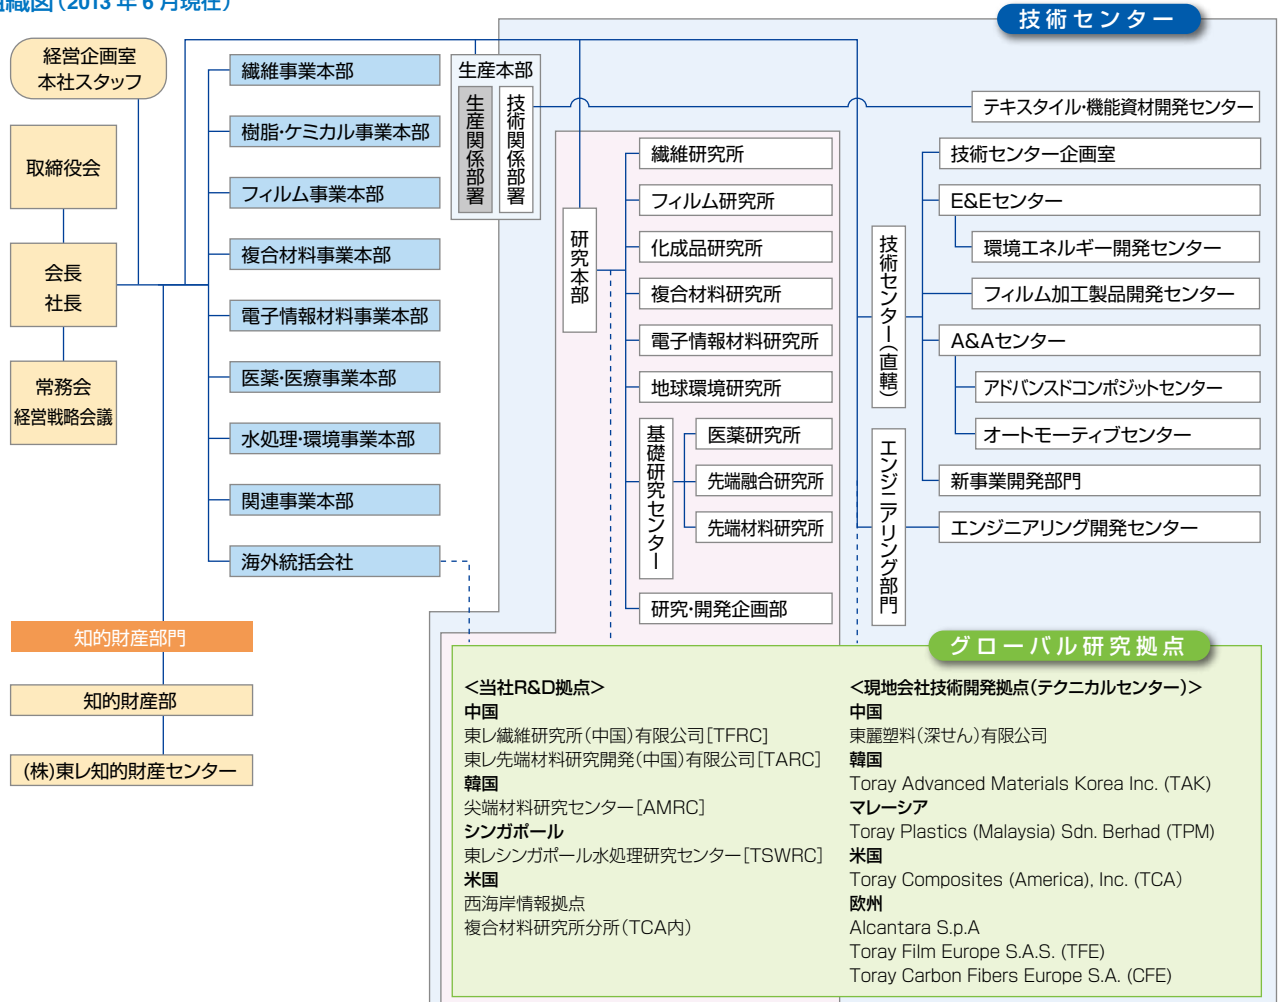 組織図（2013 年 6 月現在）
技術センター
経営企画室
本社スタッフ
取締役会
会長
社長
常務会
経営戦略会議
繊維事業本部
樹脂・ケミカル事業本部
フィルム事業本部
複合材料事業本部
電子情報材料事業本部
医薬・医療事業本部
水処理・環境事業本部
関連事業本部
海外統括会社
知的財産部門
知的財産部
(株)東レ知的財産センター
生産本部
生産関係部署
技術関係部署
研究本部
繊維研究所
フィルム研究所
化成品研究所
複合材料研究所
電子情報材料研究所
地球環境研究所
基礎研究センター
医薬研究所
先端融合研究所
先端材料研究所
研究・開発企画部
テキスタイル・機能資材開発センター
技術センター（直轄）
技術センター企画室
E&Eセンター
環境エネルギー開発センター
フィルム加工製品開発センター
A&Aセンター
アドバンスドコンポジットセンター
オートモーティブセンター
新事業開発部門
エンジニアリング部門
エンジニアリング開発センター
グローバル研究拠点
＜当社R&D拠点＞
中国
東レ繊維研究所（中国）有限公司［TFRC］
東レ先端材料研究開発（中国）有限公司［TARC］
韓国
尖端材料研究センター［AMRC］
シンガポール
東レシンガポール水処理研究センター［TSWRC］
米国
西海岸情報拠点
複合材料研究所分所（TCA内）
＜現地会社技術開発拠点（テクニカルセンター）＞
中国
東麗塑料（深せん）有限公司
韓国
Toray Advanced Materials Korea Inc. (TAK)
マレーシア
Toray Plastics (Malaysia) Sdn. Berhad (TPM)
米国
Toray Composites (America), Inc. (TCA)
欧州
Alcantara S.p.A
Toray Film Europe S.A.S. (TFE)
Toray Carbon Fibers Europe S.A. (CFE)